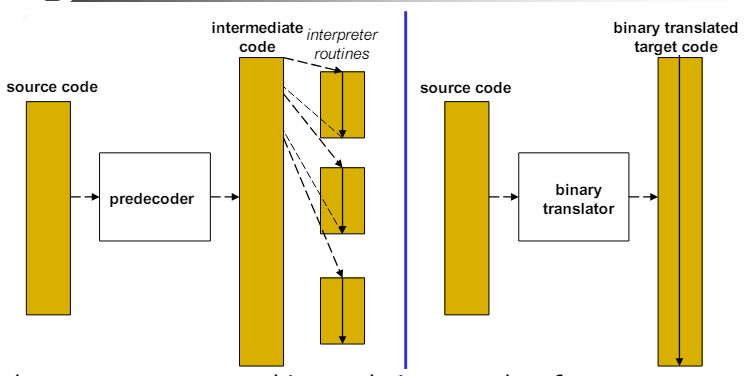 intermediate
code
interpreter
routines
source code
predecoder
binary translated
target code
source code
binary
translator